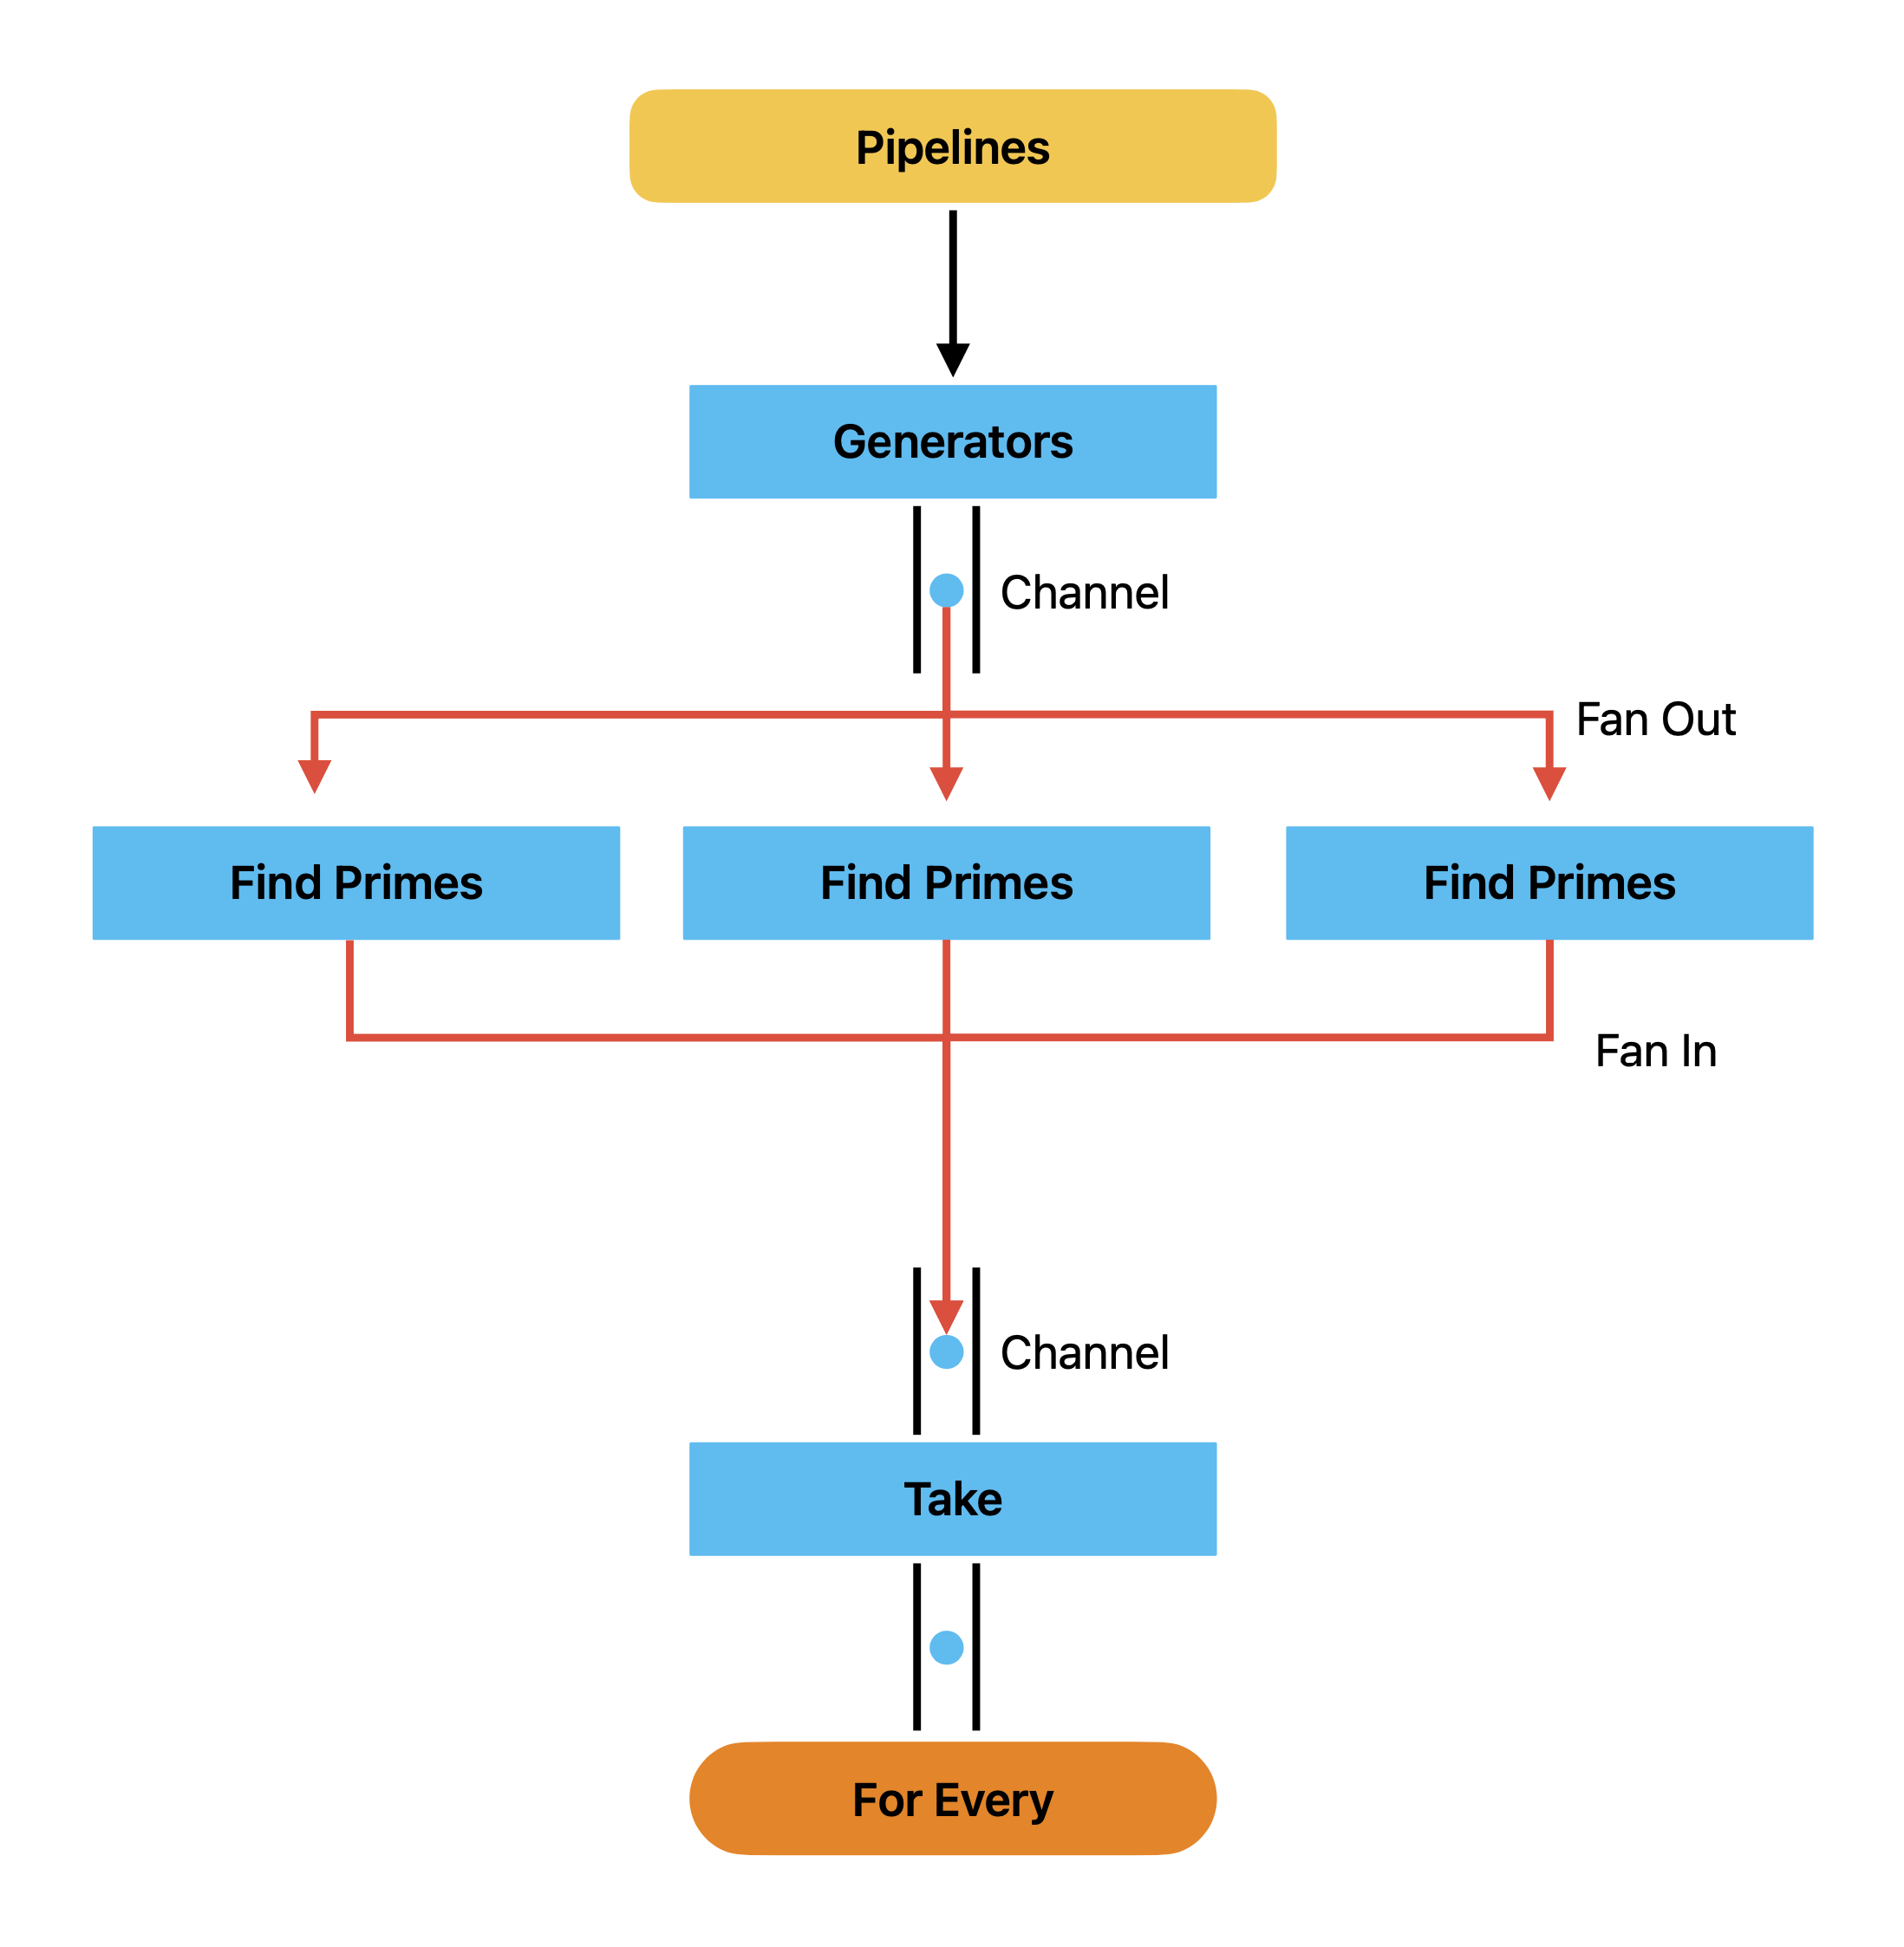 Pipelines
Generators
Channel
Fan Out
Find Primes
Find Primes
Find Primes
Fan In
Channel
Take
For Every